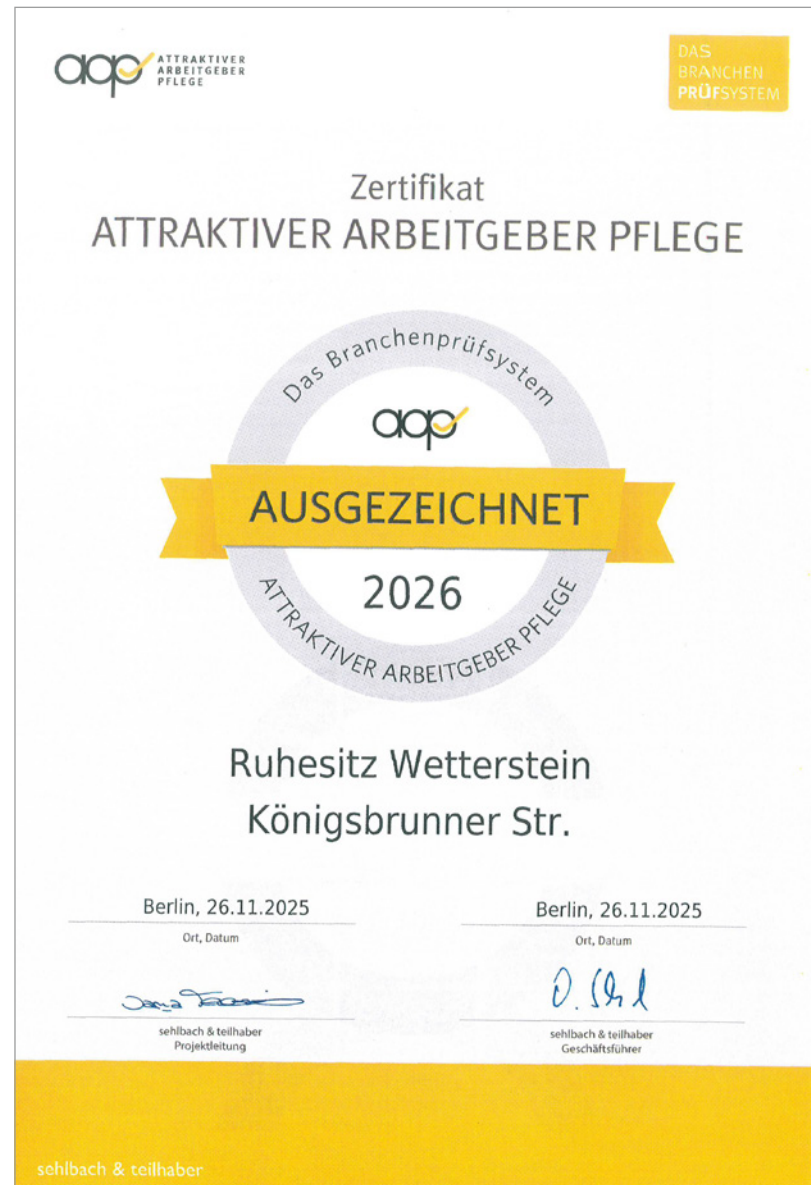 aap
ATTRAKTIVER
ARBEITGEBER
PFLEGE
DAS
BRANCHEN
PRÜFSYSTEM
Zertifikat
ATTRAKTIVER ARBEITGEBER PFLEGE
Das Branchenprüfsystem
aap
AUSGEZEICHNET
2026
ATTRAKTIVER ARBEITGEBER PFLEGE
Ruhesitz Wetterstein
Königsbrunner Str.
Berlin, 26.11.2025
Ort, Datum
Berlin, 26.11.2025
Ort, Datum
sehlbach & teilhaber
Projektleitung
sehlbach & teilhaber
Geschäftsführer
sehlbach & teilhaber